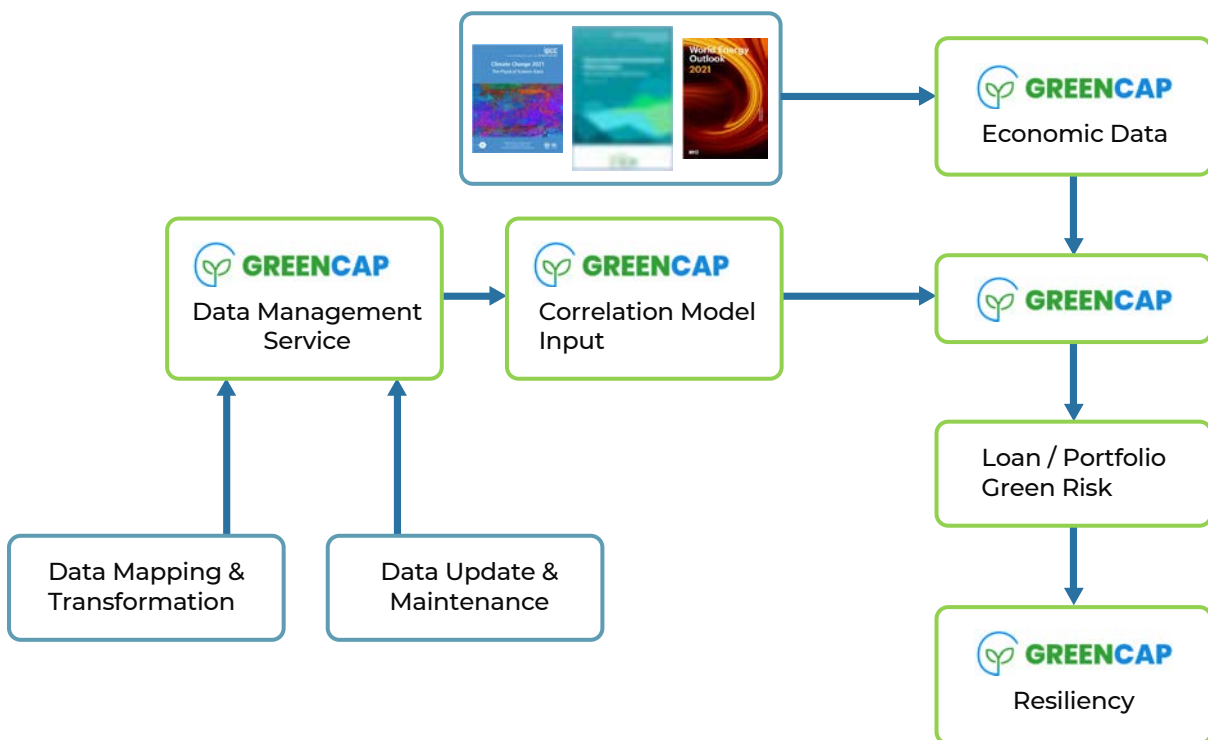 ipcc
Climate Change 2021
The Physical Science Basis
World Energy
Outlook
2021
GREENCAP
Economic Data
GREENCAP
Data Management
Service
GREENCAP
Correlation Model
Input
GREENCAP
Loan / Portfolio
Green Risk
Data Mapping &
Transformation
Data Update &
Maintenance
GREENCAP
Resiliency